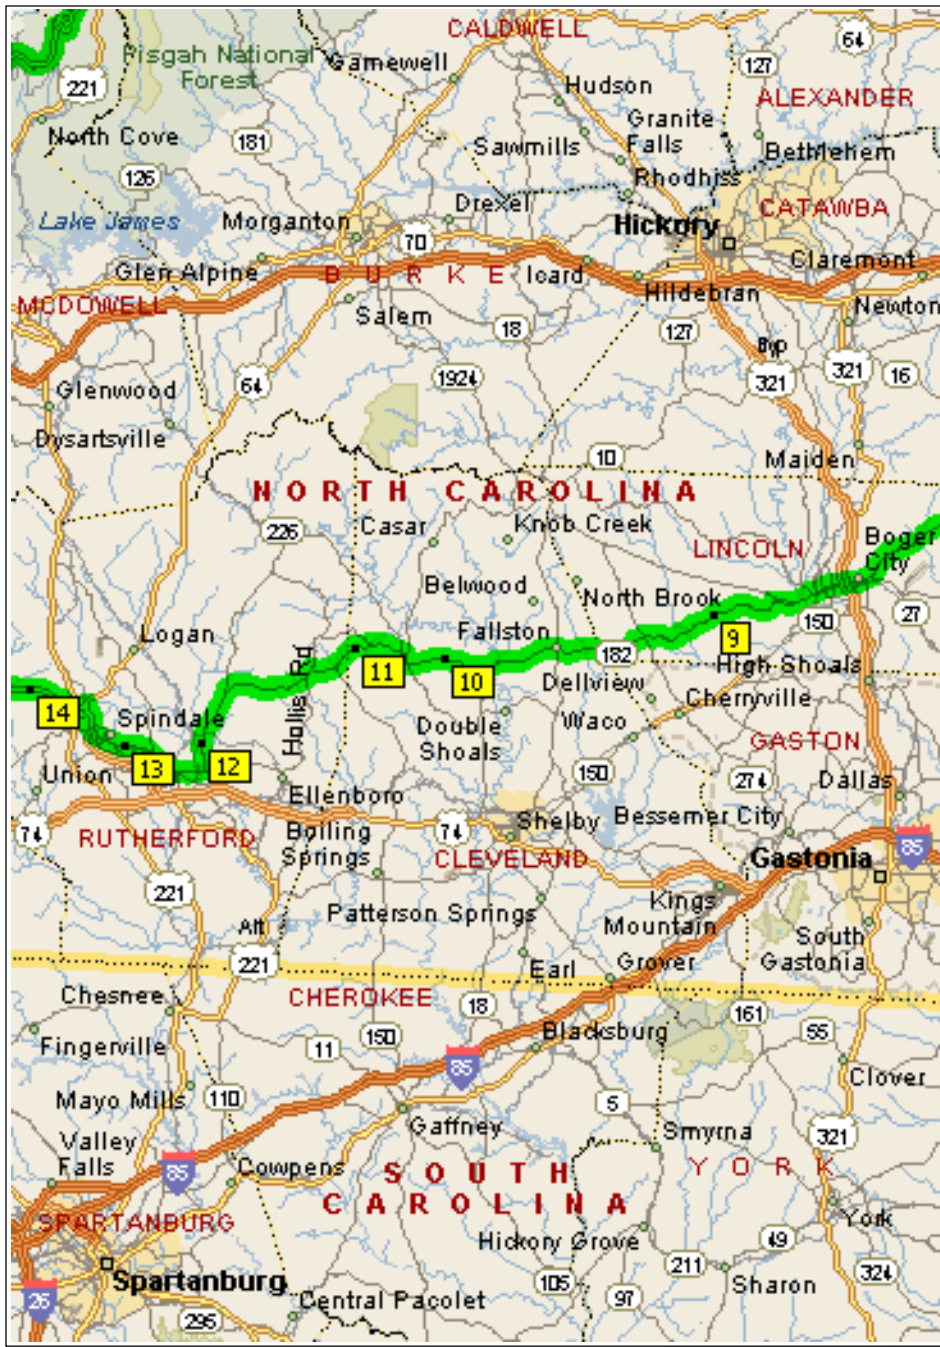 CALDWELL
64
Pisgah National
Forest
Gamewell
127
221
Hudson
ALEXANDER
North Cove
181
Granite
Falls
Sawmills
Bethlehem
126
Rhodhiss
Drexel
CATAWBA
Lake James
Morganton
Hickory
70
Glen Alpine
BURKE
Icard
Claremont
MCDOWELL
Hildebran
Newton
Salem
18
127
Byp
321
321
16
64
1924
Glenwood
Dysartsville
10
Maiden
NORTH CAROLINA
226
Casar
Knob Creek
Boger
City
LINCOLN
Belwood
North Brook
150
27
Logan
Fallston
9
182
High Shoals
11
10
Hollis Rd
Dellview
Cherryville
14
Spindale
Double
Shoals
Waco
GASTON
13
12
Union
150
274
Dallas
Ellenboro
74
RUTHERFORD
Boiling
Springs
74
Shelby
Bessemer City
85
CLEVELAND
Gastonia
221
Kings
Mountain
Patterson Springs
Alt
221
South
Gastonia
Earl
Grover
Chesnee
CHEROKEE
18
161
Fingerville
11
150
Blacksburg
55
85
Clover
Mayo Mills
110
5
Gaffney
Smyrna
321
Valley
Falls
85
Cowpens
SOUTH
CAROLINA
YORK
SPARTANBURG
York
Hickory Grove
49
211
324
Spartanburg
105
Sharon
26
97
Central Pacolet
295